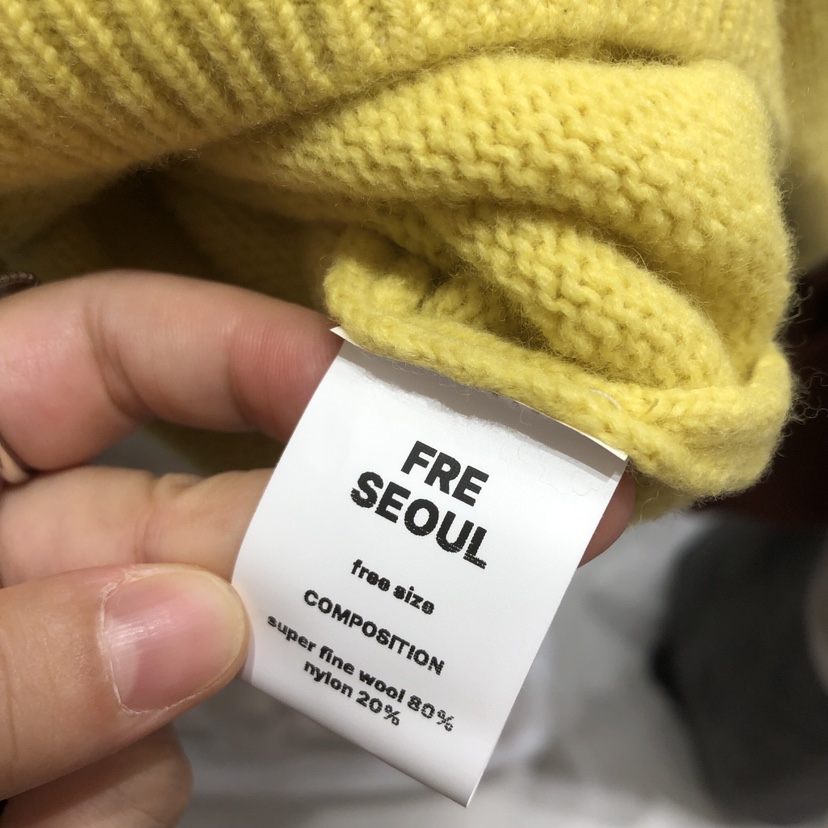 FRE
SEOUL
free size
COMPOSITION
super fine wool 80%
nylon 20%